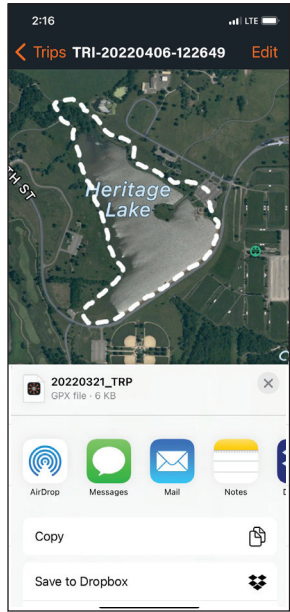 2:16
LTE
Trips TRI-20220406-122649 Edit
TH ST
Heritage
Lake
20220321_TRP
GPX file · 6 KB
AirDrop
Messages
Mail
Notes
Copy
Save to Dropbox